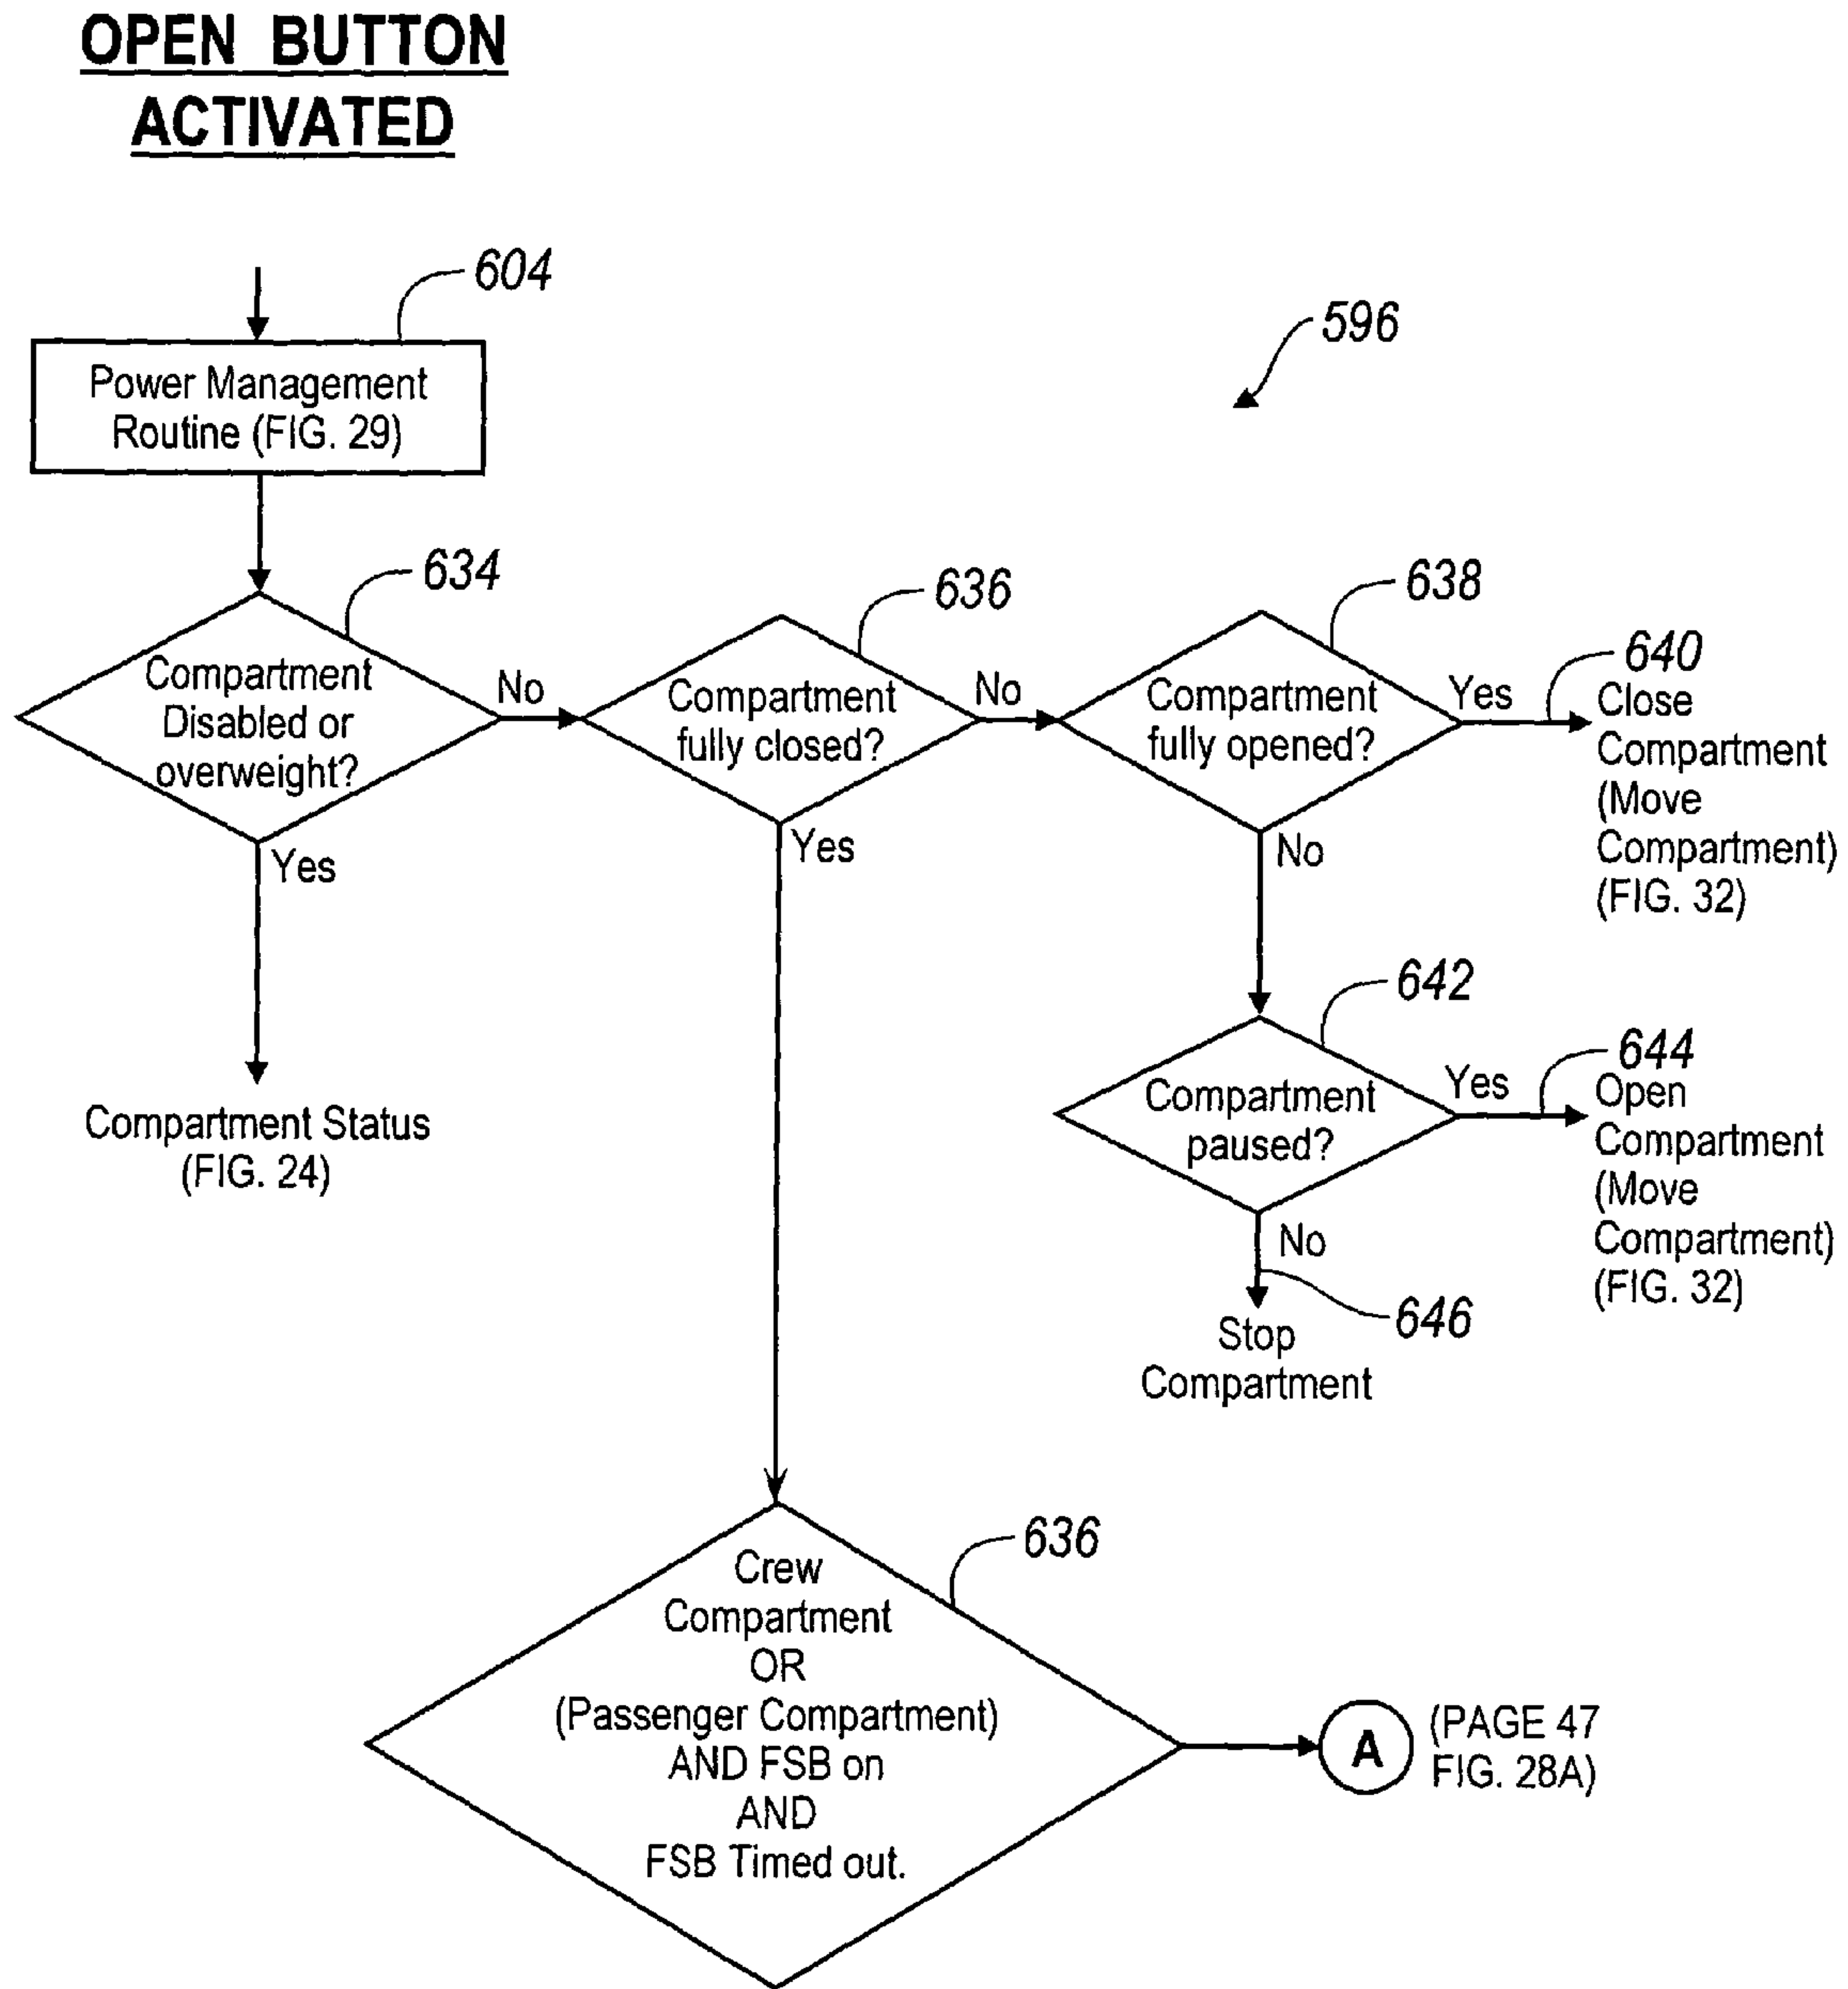 OPEN BUTTON
ACTIVATED
604
596
Power Management
Routine (FIG. 29)
634
Compartment
Disabled or
overweight?
No
Yes
Compartment Status
(FIG. 24)
636
Compartment
fully closed?
No
Yes
638
Compartment
fully opened?
Yes
No
640
Close
Compartment
(Move
Compartment)
(FIG. 32)
642
Compartment
paused?
Yes
No
644
Open
Compartment
(Move
Compartment)
(FIG. 32)
646
Stop
Compartment
636
Crew
Compartment
OR
(Passenger Compartment)
AND FSB on
AND
FSB Timed out.
A
(PAGE 47
FIG. 28A)